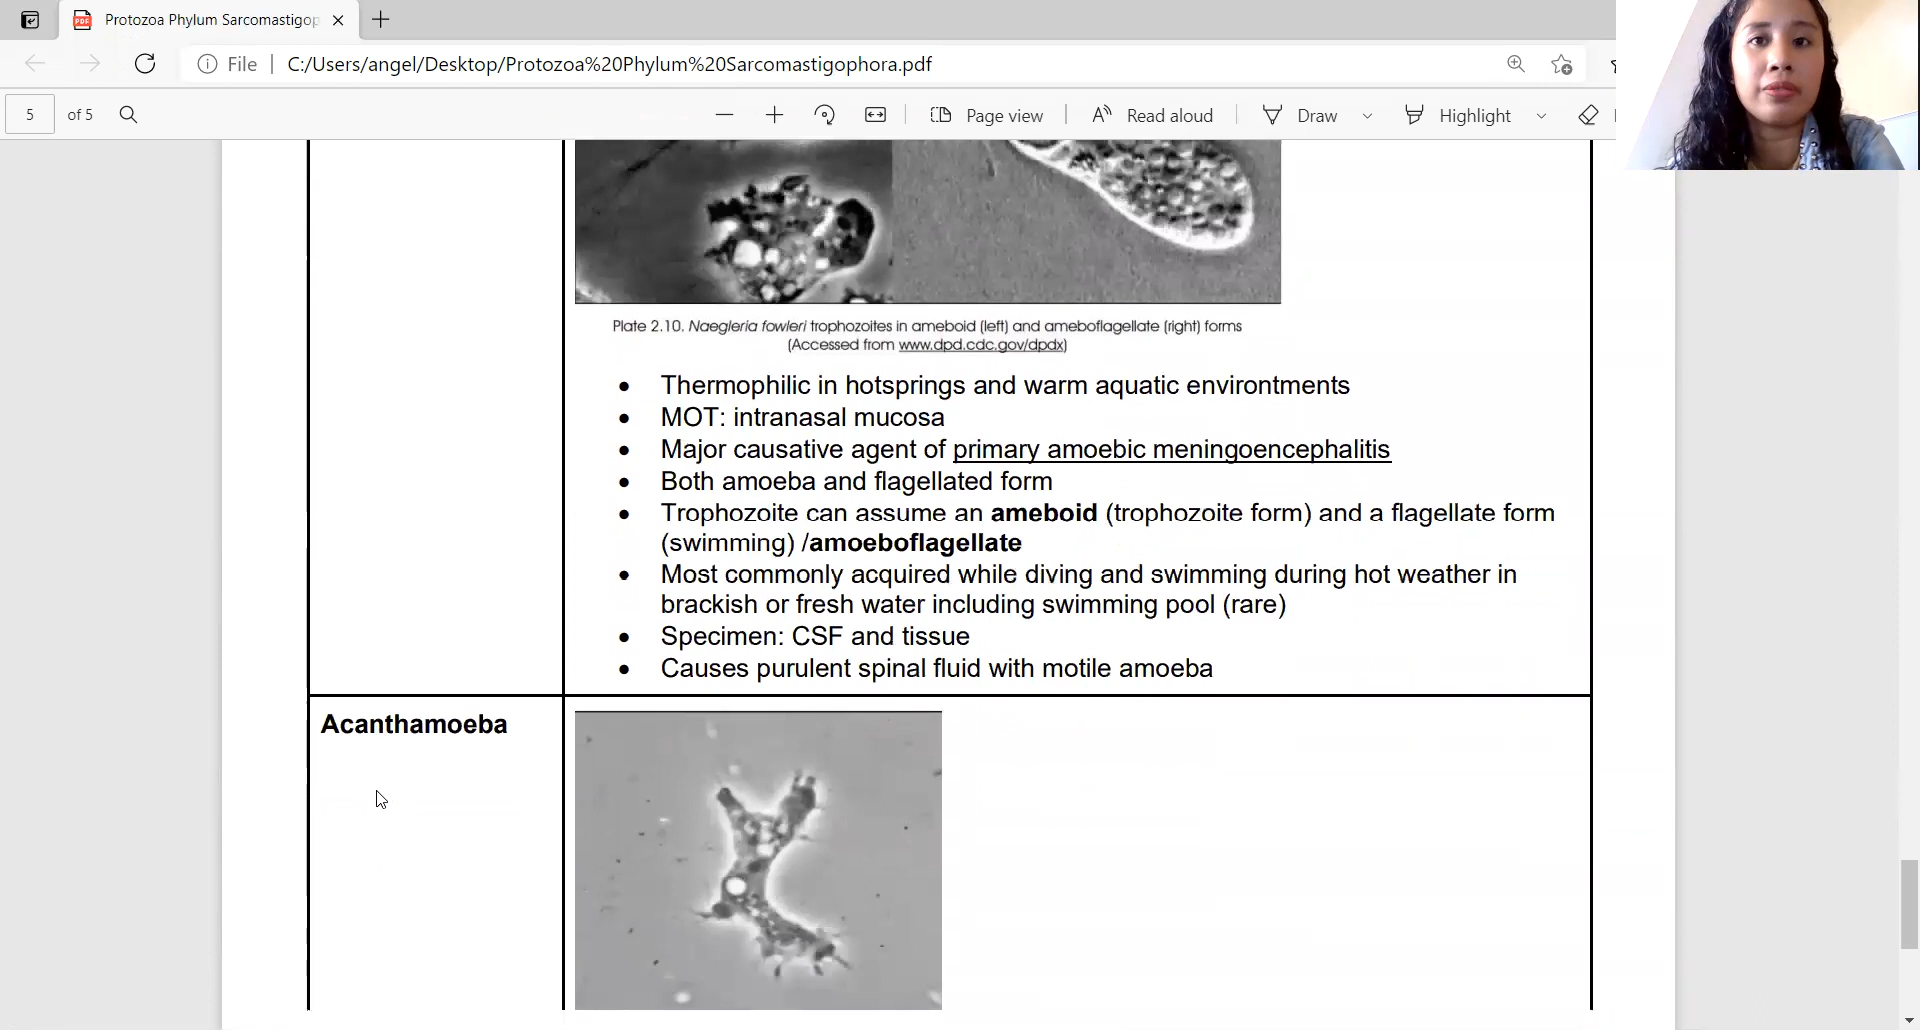 Protozoa Phylum Sarcomastigop
File
C:/Users/angel/Desktop/Protozoa%20Phylum%20Sarcomastigophora.pdf
5 of 5
Page view
Read aloud
Draw
Highlight
Plate 2.10. Naegleria fowleri trophozoites in ameboid (left) and ameboflagellate (right) forms
(Accessed from www.dpd.cdc.gov/dpdx)
• Thermophilic in hotsprings and warm aquatic environtments
• MOT: intranasal mucosa
• Major causative agent of primary amoebic meningoencephalitis
• Both amoeba and flagellated form
• Trophozoite can assume an ameboid (trophozoite form) and a flagellate form
(swimming) /amoeboflagellate
• Most commonly acquired while diving and swimming during hot weather in
brackish or fresh water including swimming pool (rare)
• Specimen: CSF and tissue
• Causes purulent spinal fluid with motile amoeba
Acanthamoeba